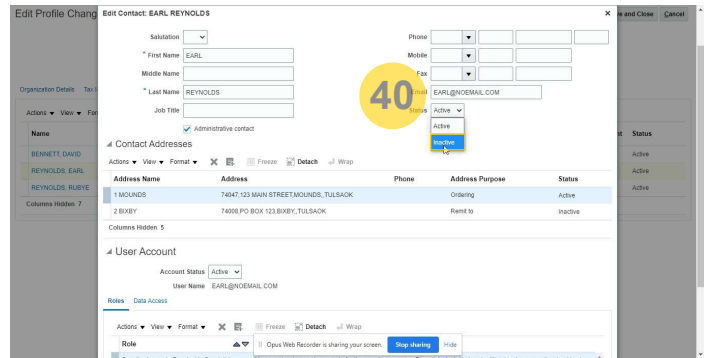 Edit Profile Chang
Edit Contact: EARL REYNOLDS
and Close Cancel
Salutation
Phone
* First Name EARL
Mobile
Middle Name
Fax
* Last Name REYNOLDS
40
Email EARL@NOEMAIL.COM
Job Title
Status Active
Active
Inactive
Administrative contact
Organization Details Tax I
Actions View For
Name
Status
BENNETT, DAVID
Active
REYNOLDS, EARL
Active
REYNOLDS, RUBYE
Active
Columns Hidden 7
Contact Addresses
Actions View Format Freeze Detach Wrap
Address Name Address Phone Address Purpose Status
1 MOUNDS 74047,123 MAIN STREET,MOUNDS,,TULSAOK Ordering Active
2 BIXBY 74008,PO BOX 123,BIXBY,,TULSAOK Remit to Inactive
Columns Hidden 5
User Account
Account Status Active
User Name EARL@NOEMAIL.COM
Roles Data Access
Actions View Format Freeze Detach Wrap
Role
Opus Web Recorder is sharing your screen. Stop sharing Hide